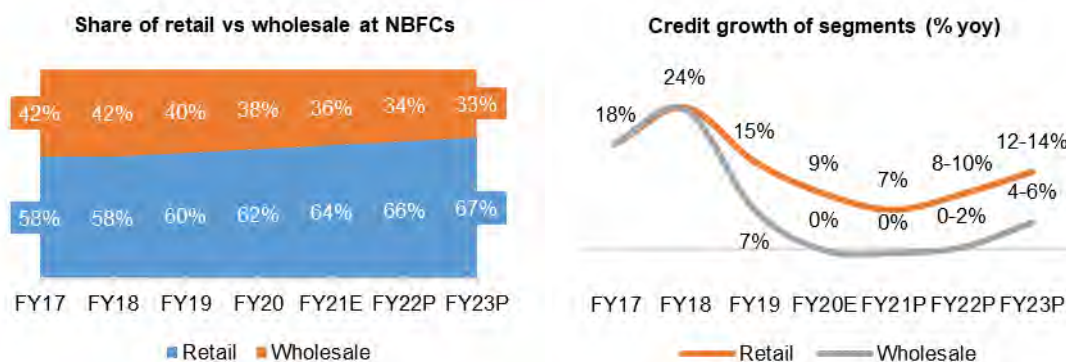 Share of retail vs wholesale at NBFCs
42% 42% 40% 38% 36% 34% 33%
58% 58% 60% 62% 64% 66% 67%
FY17 FY18 FY19 FY20 FY21E FY22P FY23P
Retail Wholesale
Credit growth of segments (% yoy)
24%
18%
15%
12-14%
9%
7%
8-10%
4-6%
7%
0%
0%
0-2%
FY17 FY18 FY19 FY20E FY21P FY22P FY23P
Retail Wholesale